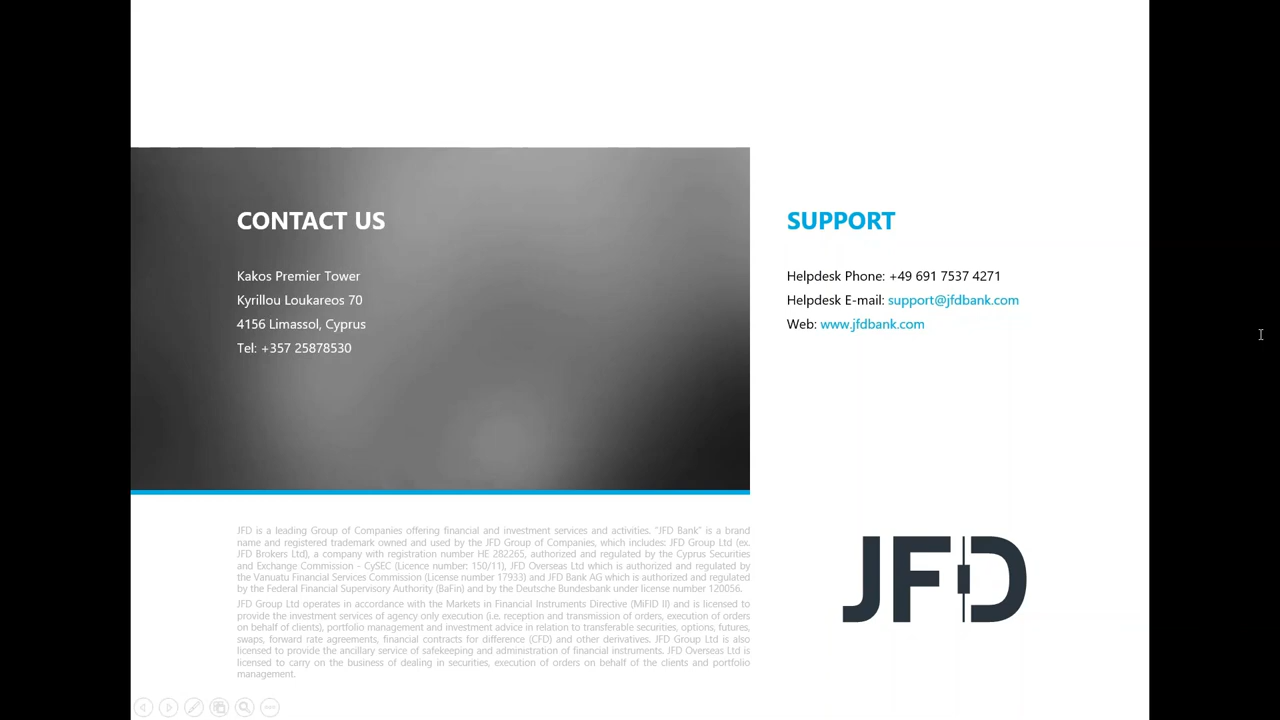 CONTACT US
Kakos Premier Tower
Kyrillou Loukareos 70
4156 Limassol, Cyprus
Tel: +357 25878530
SUPPORT
Helpdesk Phone: +49 691 7537 4271
Helpdesk E-mail: support@jfdbank.com
Web: www.jfdbank.com
JFD is a leading Group of Companies offering financial and investment services and activities. "JFD Bank" is a brand
name and registered trademark owned and used by the JFD Group of Companies, which includes: JFD Group Ltd (ex.
JFD Brokers Ltd), a company with registration number HE 282265, authorized and regulated by the Cyprus Securities
and Exchange Commission - CySEC (Licence number: 150/11), JFD Overseas Ltd which is authorized and regulated by
the Vanuatu Financial Services Commission (License number 17933) and JFD Bank AG which is authorized and regulated
by the Federal Financial Supervisory Authority (BaFin) and by the Deutsche Bundesbank under license number 120056.
JFD Group Ltd operates in accordance with the Markets in Financial Instruments Directive (MiFID II) and is licensed to
provide the investment services of agency only execution (i.e. reception and transmission of orders, execution of orders
on behalf of clients), portfolio management and investment advice in relation to transferable securities, options, futures,
swaps, forward rate agreements, financial contracts for difference (CFD) and other derivatives. JFD Group Ltd is also
licensed to provide the ancillary service of safekeeping and administration of financial instruments. JFD Overseas Ltd is
licensed to carry on the business of dealing in securities, execution of orders on behalf of the clients and portfolio
management.
JFD